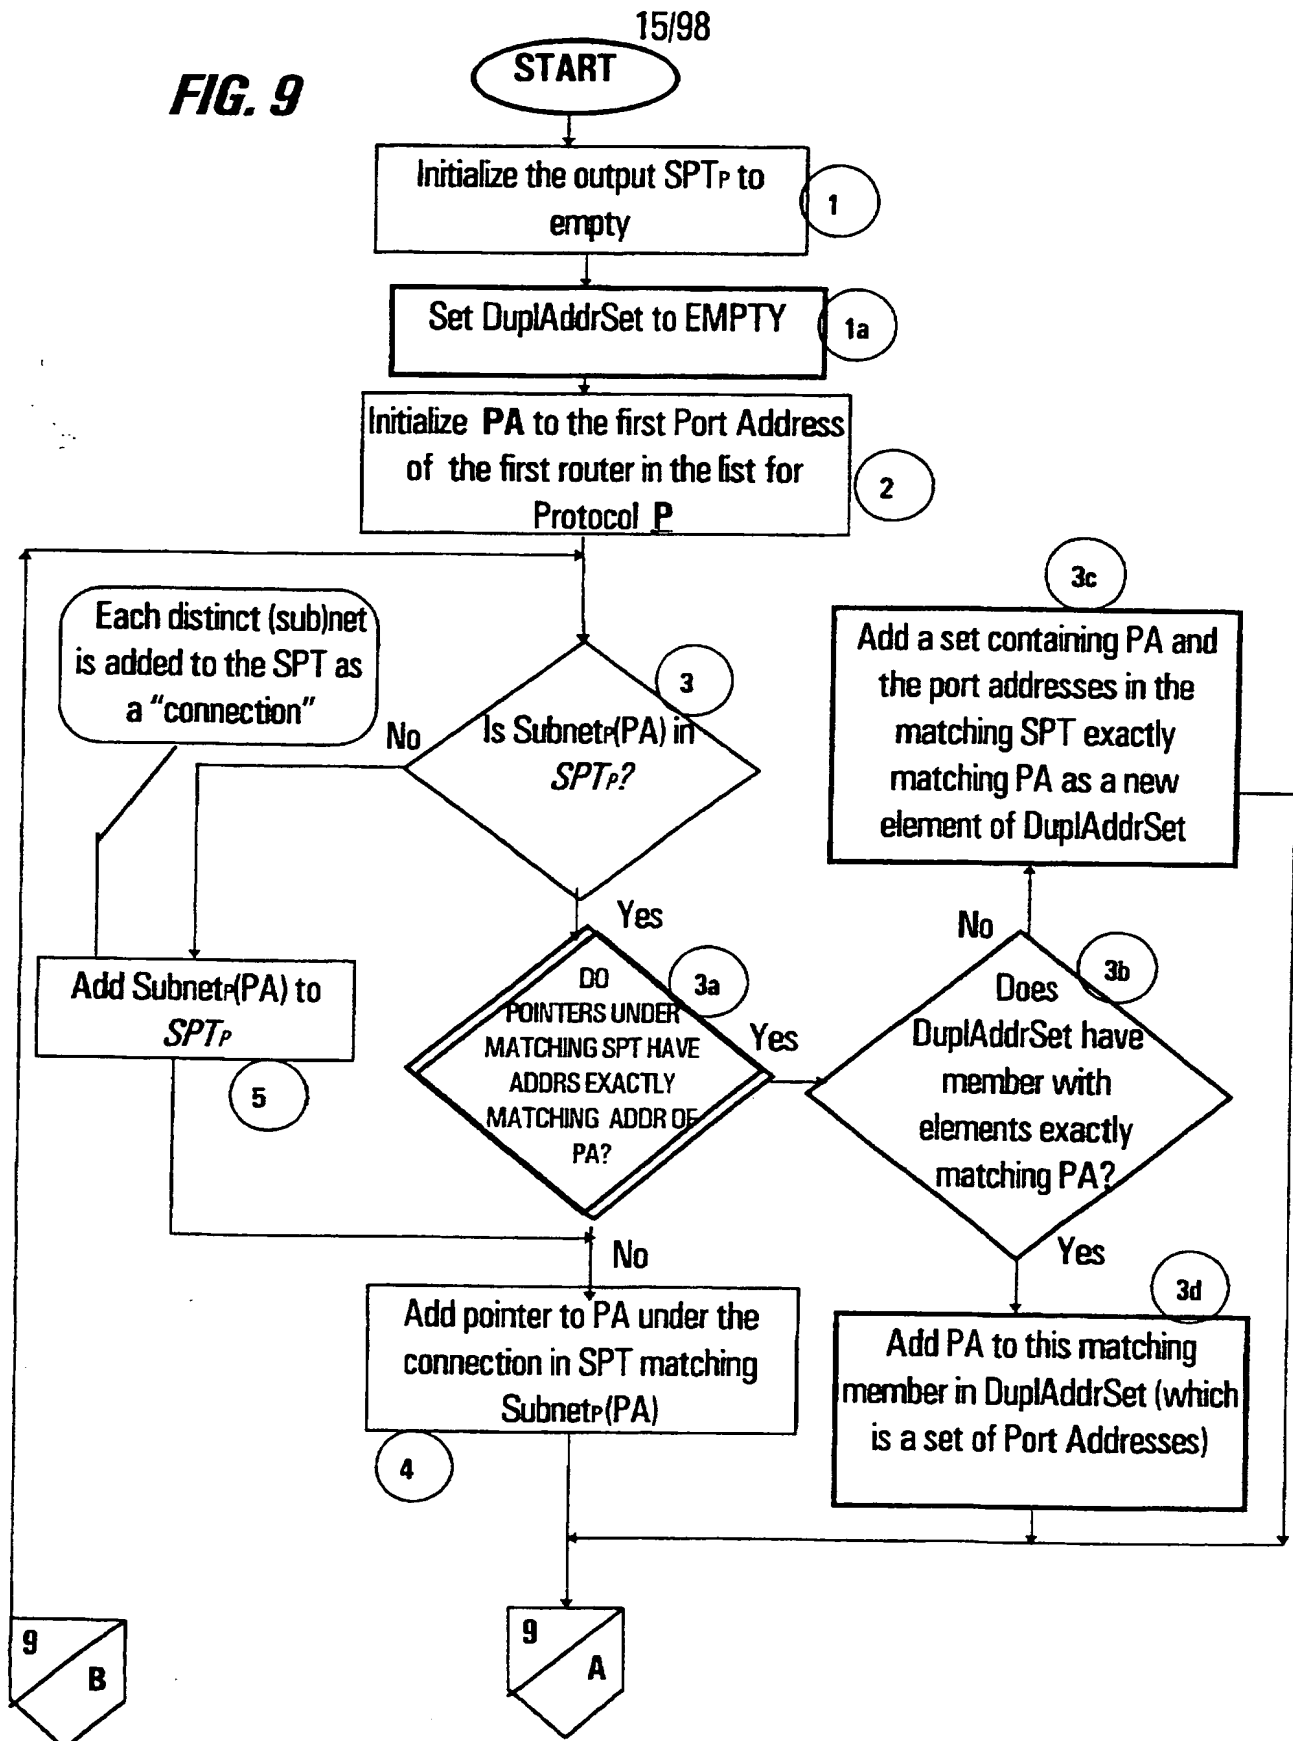 15/98
FIG. 9
START
Initialize the output SPTP to
empty
1
Set DuplAddrSet to EMPTY
1a
Initialize PA to the first Port Address
of the first router in the list for
Protocol P
2
Each distinct (sub)net
is added to the SPT as
a "connection"
3
Is SubnetP(PA) in
SPTP?
No
Yes
3c
Add a set containing PA and
the port addresses in the
matching SPT exactly
matching PA as a new
element of DuplAddrSet
No
Add SubnetP(PA) to
SPTP
5
3a
DO
POINTERS UNDER
MATCHING SPT HAVE
ADDRS EXACTLY
MATCHING ADDR OF
PA?
Yes
No
3b
Does
DuplAddrSet have
member with
elements exactly
matching PA?
Yes
3d
Add pointer to PA under the
connection in SPT matching
SubnetP(PA)
4
Add PA to this matching
member in DuplAddrSet (which
is a set of Port Addresses)
9
B
9
A